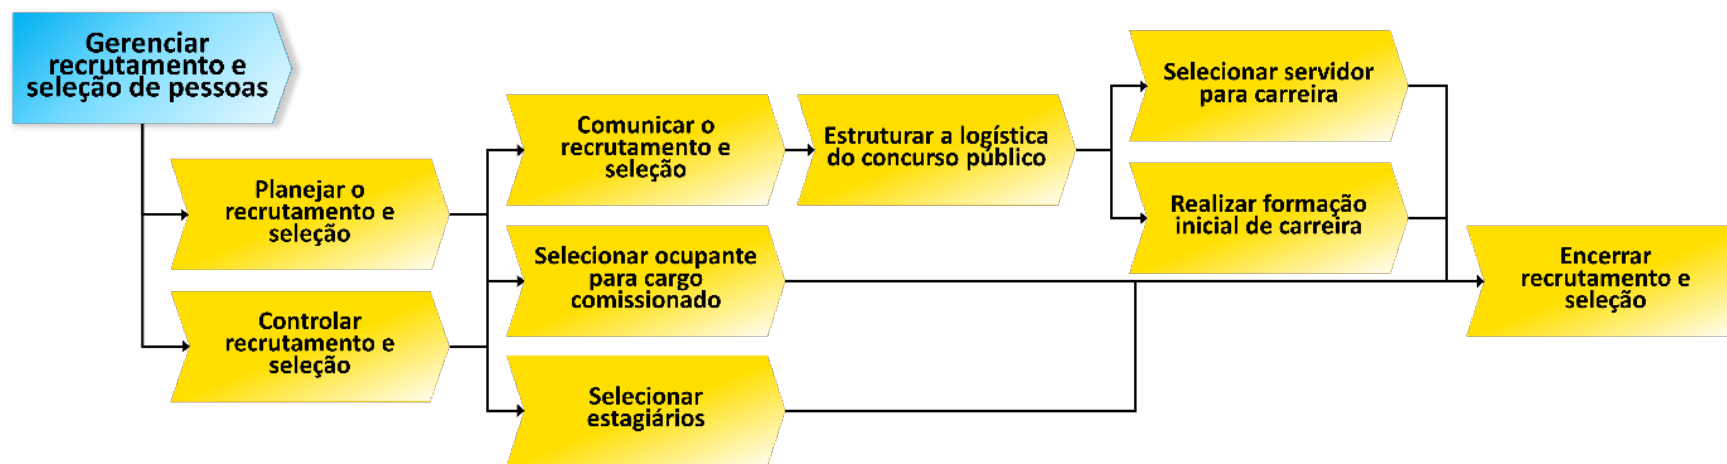 Gerenciar
recrutamento e
seleção de pessoas
Planejar o
recrutamento e
seleção
Controlar
recrutamento e
seleção
Comunicar o
recrutamento e
seleção
Selecionar ocupante
para cargo
comissionado
Selecionar
estagiários
Estruturar a logística
do concurso público
Selecionar servidor
para carreira
Realizar formação
inicial de carreira
Encerrar
recrutamento e
seleção